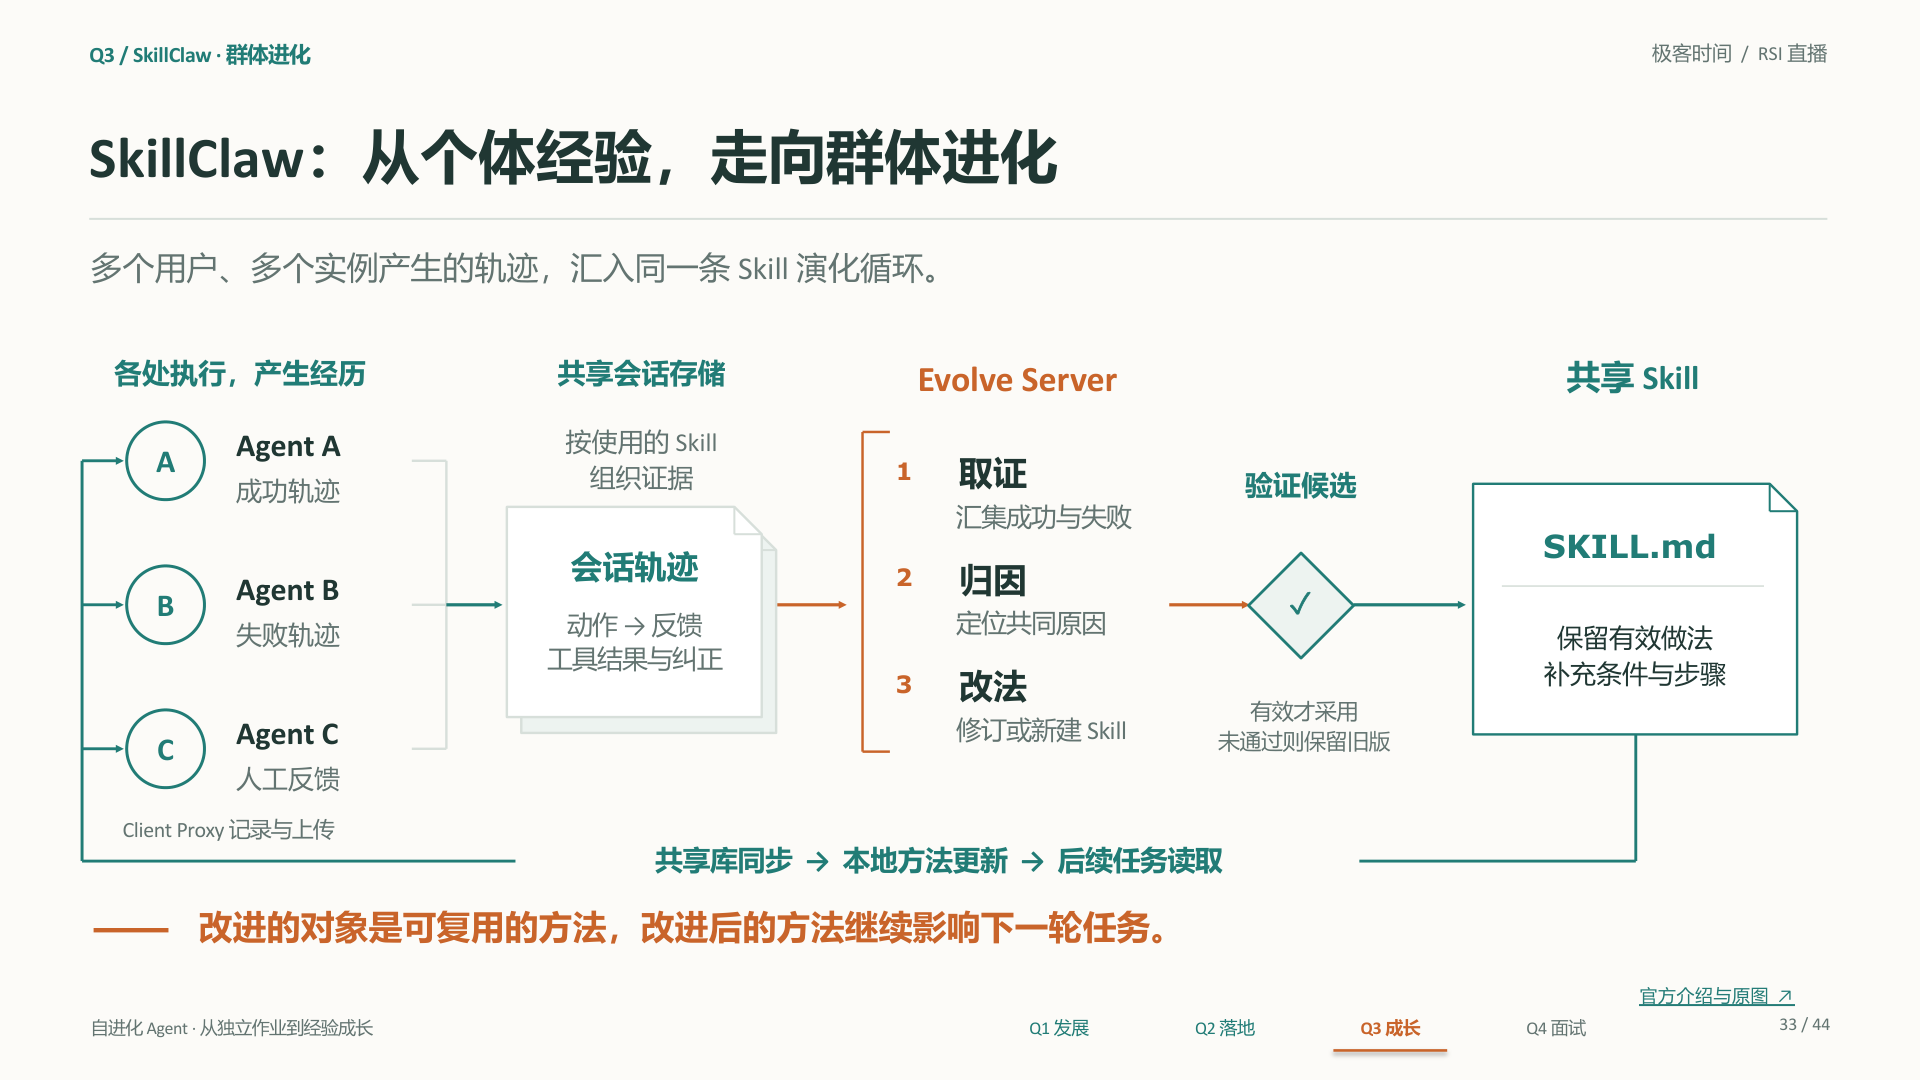 Q3 / SkillClaw · 群体进化
极客时间 / RSI 直播
SkillClaw：从个体经验，走向群体进化
多个用户、多个实例产生的轨迹，汇入同一条 Skill 演化循环。
各处执行，产生经历
A
Agent A
成功轨迹
B
Agent B
失败轨迹
C
Agent C
人工反馈
Client Proxy 记录与上传
共享会话存储
按使用的 Skill
组织证据
会话轨迹
动作 → 反馈
工具结果与纠正
Evolve Server
1
取证
汇集成功与失败
2
归因
定位共同原因
3
改法
修订或新建 Skill
验证候选
✓
有效才采用
未通过则保留旧版
共享 Skill
SKILL.md
保留有效做法
补充条件与步骤
共享库同步 → 本地方法更新 → 后续任务读取
改进的对象是可复用的方法，改进后的方法继续影响下一轮任务。
官方介绍与原图 ↗
自进化 Agent · 从独立作业到经验成长
Q1 发展
Q2 落地
Q3 成长
Q4 面试
33 / 44